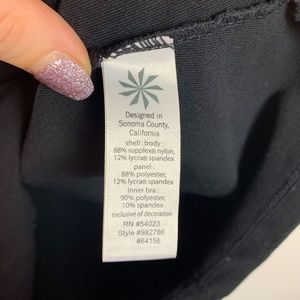 Designed in
Sonoma County,
California
shell : body :
88% supplex® nylon,
12% lycra® spandex
panel :
88% polyester,
12% lycra® spandex
inner bra :
90% polyester,
10% spandex
exclusive of decoration
RN #54023
Style #982786
#64156